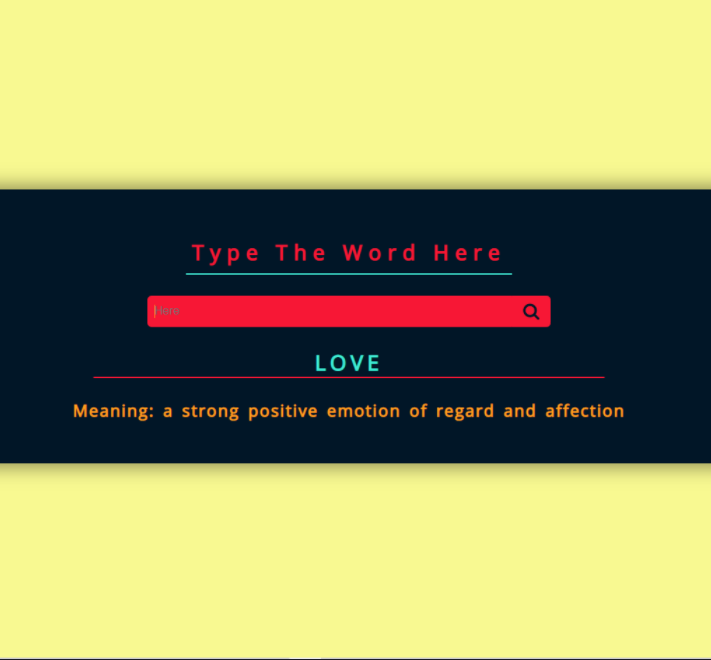 Type The Word Here
Here
LOVE
Meaning: a strong positive emotion of regard and affection